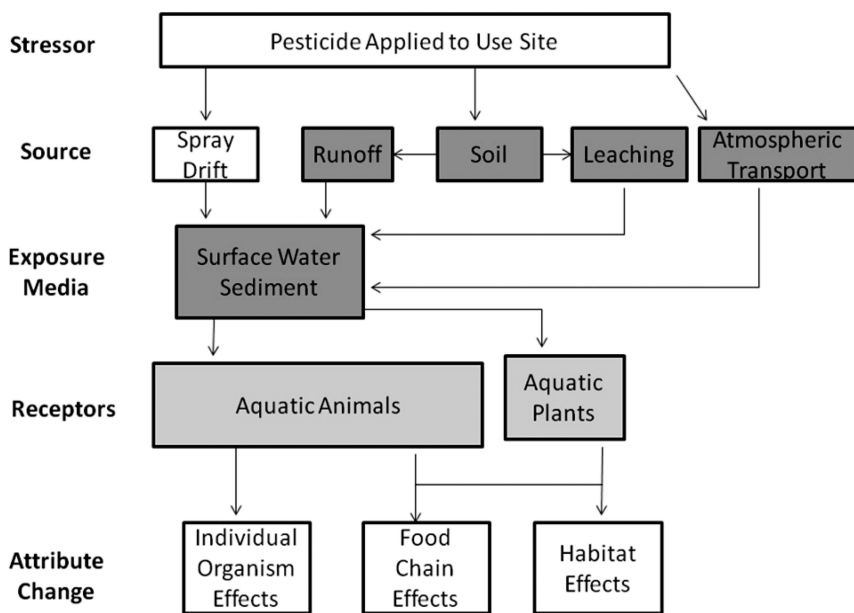 Stressor
Pesticide Applied to Use Site
Source
Spray
Drift
Runoff
Soil
Leaching
Atmospheric
Transport
Exposure
Media
Surface Water
Sediment
Receptors
Aquatic Animals
Aquatic
Plants
Attribute
Change
Individual
Organism
Effects
Food
Chain
Effects
Habitat
Effects